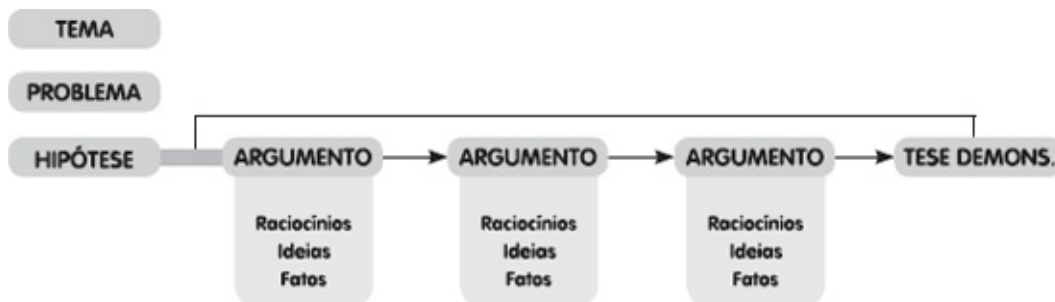 TEMA
PROBLEMA
HIPÓTESE ARGUMENTO ARGUMENTO ARGUMENTO TESE DEMONS.
Raciocínios Raciocínios Raciocínios
Ideias Ideias Ideias
Fatos Fatos Fatos